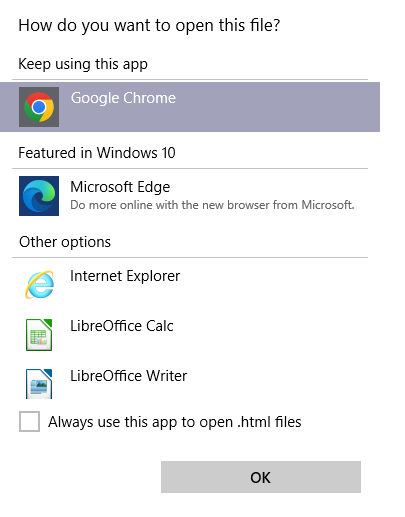 How do you want to open this file?
Keep using this app
Google Chrome
Featured in Windows 10
Microsoft Edge
Do more online with the new browser from Microsoft.
Other options
Internet Explorer
LibreOffice Calc
LibreOffice Writer
Always use this app to open .html files
OK